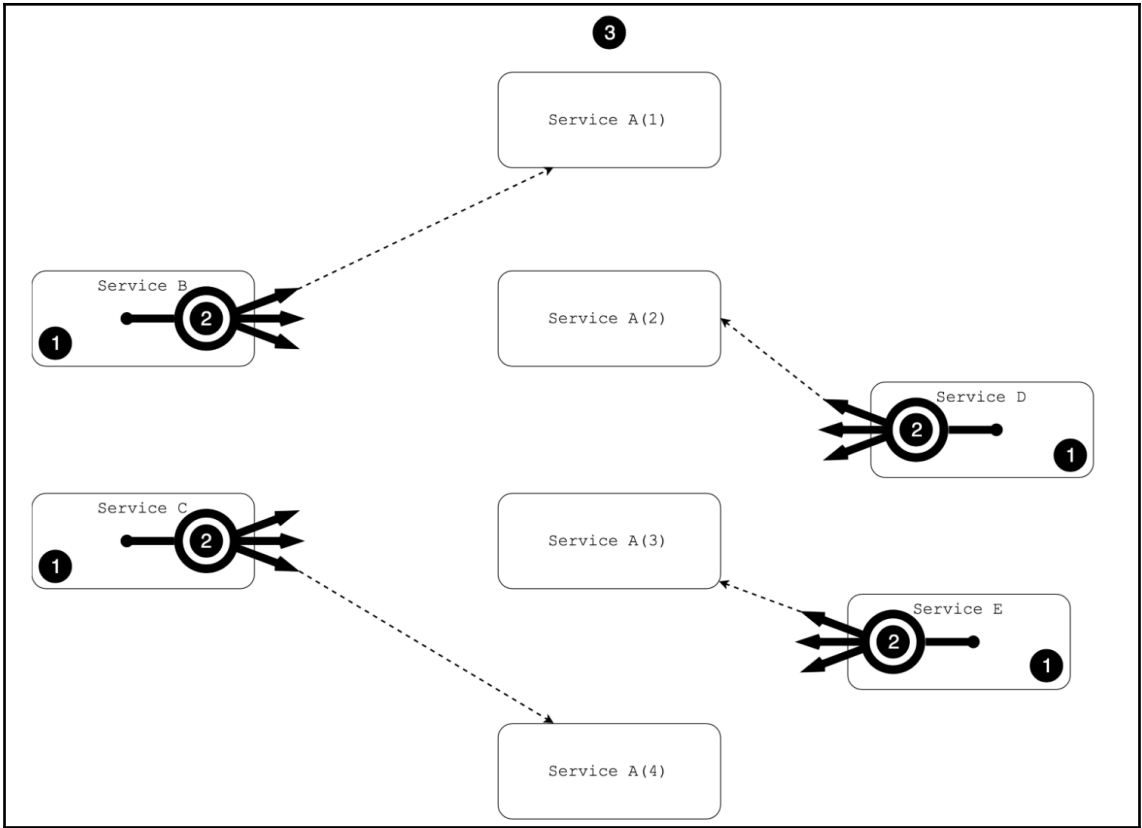 3
Service A(1)
Service B
2
1
Service A(2)
Service D
2
1
Service C
2
1
Service A(3)
Service E
2
1
Service A(4)